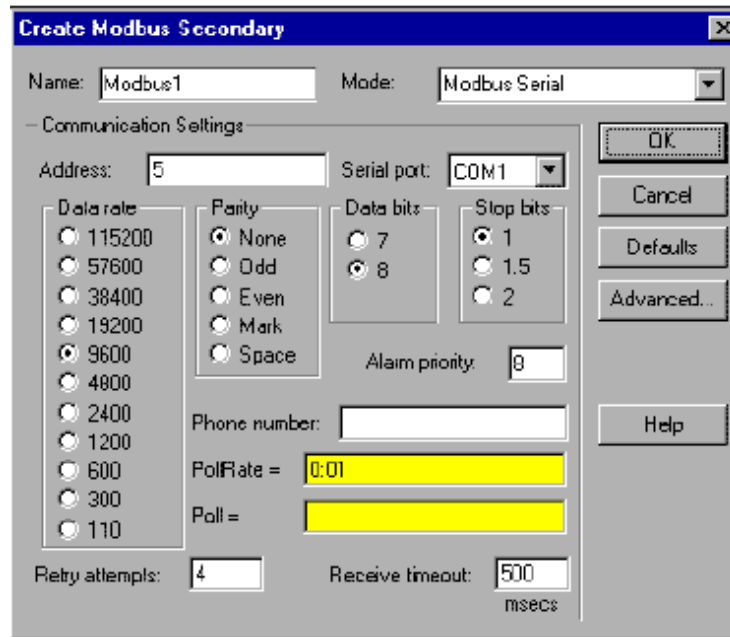 Create Modbus Secondary
Name: Modbus1 Mode: Modbus Serial
Communication Settings
OK
Address: 5 Serial port: COM1
Cancel
Data rate Parity Data bits Stop bits
115200 None 7 1
Defaults
57600 Odd 8 1.5
38400 Even 2
Advanced...
19200 Mark
9600 Space Alarm priority: 8
4800
2400 Phone number: Help
1200
600 PollRate = 0:01
300
110 Poll =
Retry attempts: 4 Receive timeout: 500
msecs